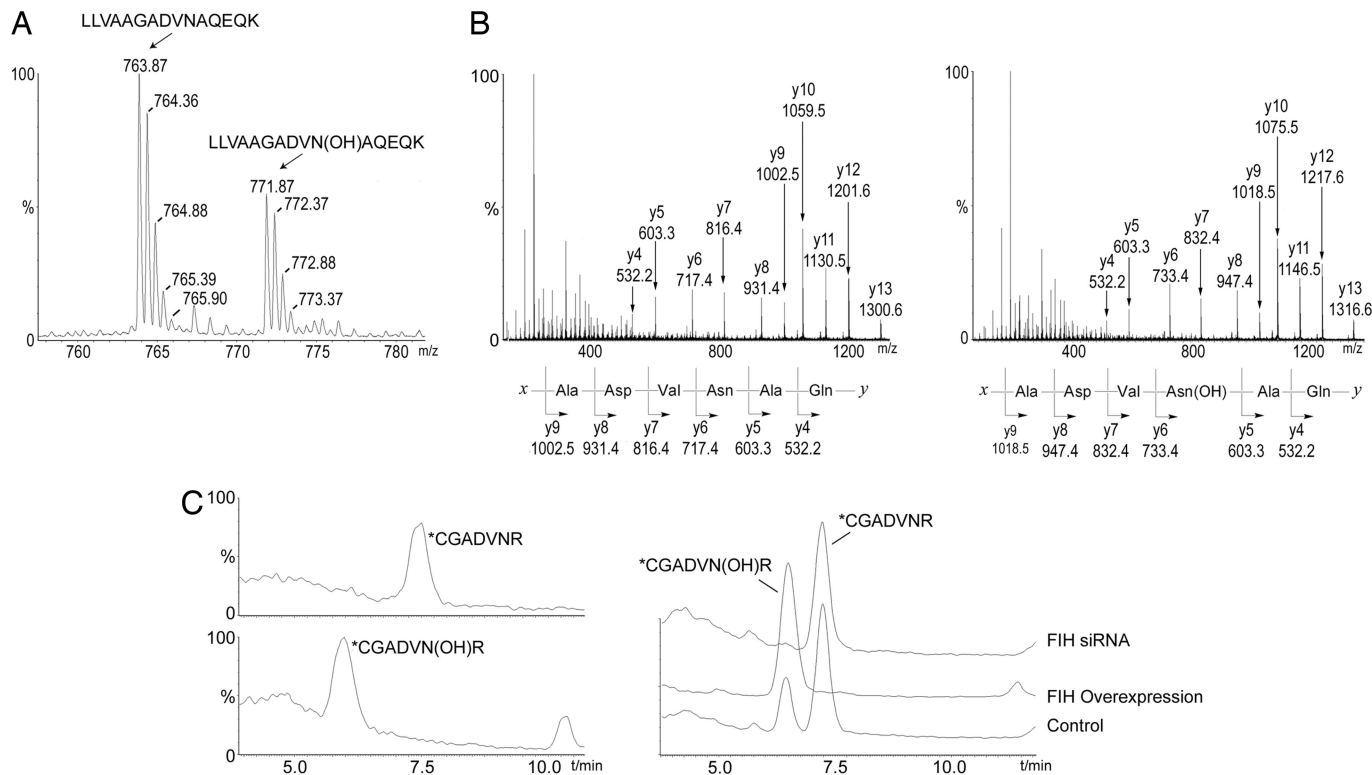 A
LLVAAGADVNAQEQK
100
763.87
764.36
LLVAAGADVN(OH)AQEQK
771.87
772.37
%
764.88
772.88
765.39
765.90
773.37
0
760
765
770
775
780
m/z
B
100
y10
1059.5
y9
1002.5
y12
1201.6
%
y5
603.3
y7
816.4
y4
532.2
y6
717.4
y8
931.4
y11
1130.5
y13
1300.6
0
400
800
1200
m/z
x Ala Asp Val Asn Ala Gln y
y9 y8 y7 y6 y5 y4
1002.5 931.4 816.4 717.4 603.3 532.2
100
y10
1075.5
y9
1018.5
y12
1217.6
%
y5
603.3
y7
832.4
y4
532.2
y6
733.4
y8
947.4
y11
1146.5
y13
1316.6
0
400
800
1200
m/z
x Ala Asp Val Asn(OH) Ala Gln y
y9 y8 y7 y6 y5 y4
1018.5 947.4 832.4 733.4 603.3 532.2
C
100
*CGADVNR
%
0
100
*CGADVN(OH)R
%
0
5.0
7.5
10.0
t/min
*CGADVNR
*CGADVN(OH)R
FIH siRNA
FIH Overexpression
Control
5.0
7.5
10.0
t/min